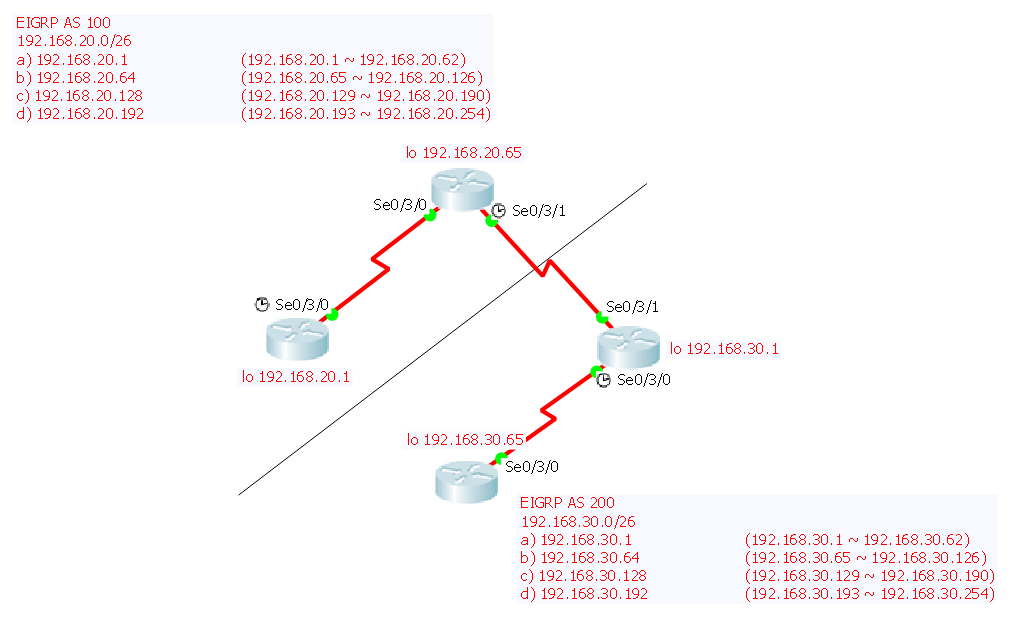 EIGRP AS 100
192.168.20.0/26
a) 192.168.20.1 (192.168.20.1 ~ 192.168.20.62)
b) 192.168.20.64 (192.168.20.65 ~ 192.168.20.126)
c) 192.168.20.128 (192.168.20.129 ~ 192.168.20.190)
d) 192.168.20.192 (192.168.20.193 ~ 192.168.20.254)
lo 192.168.20.65
Se0/3/0
Se0/3/1
Se0/3/0
lo 192.168.20.1
Se0/3/1
lo 192.168.30.1
Se0/3/0
lo 192.168.30.65
Se0/3/0
EIGRP AS 200
192.168.30.0/26
a) 192.168.30.1 (192.168.30.1 ~ 192.168.30.62)
b) 192.168.30.64 (192.168.30.65 ~ 192.168.30.126)
c) 192.168.30.128 (192.168.30.129 ~ 192.168.30.190)
d) 192.168.30.192 (192.168.30.193 ~ 192.168.30.254)